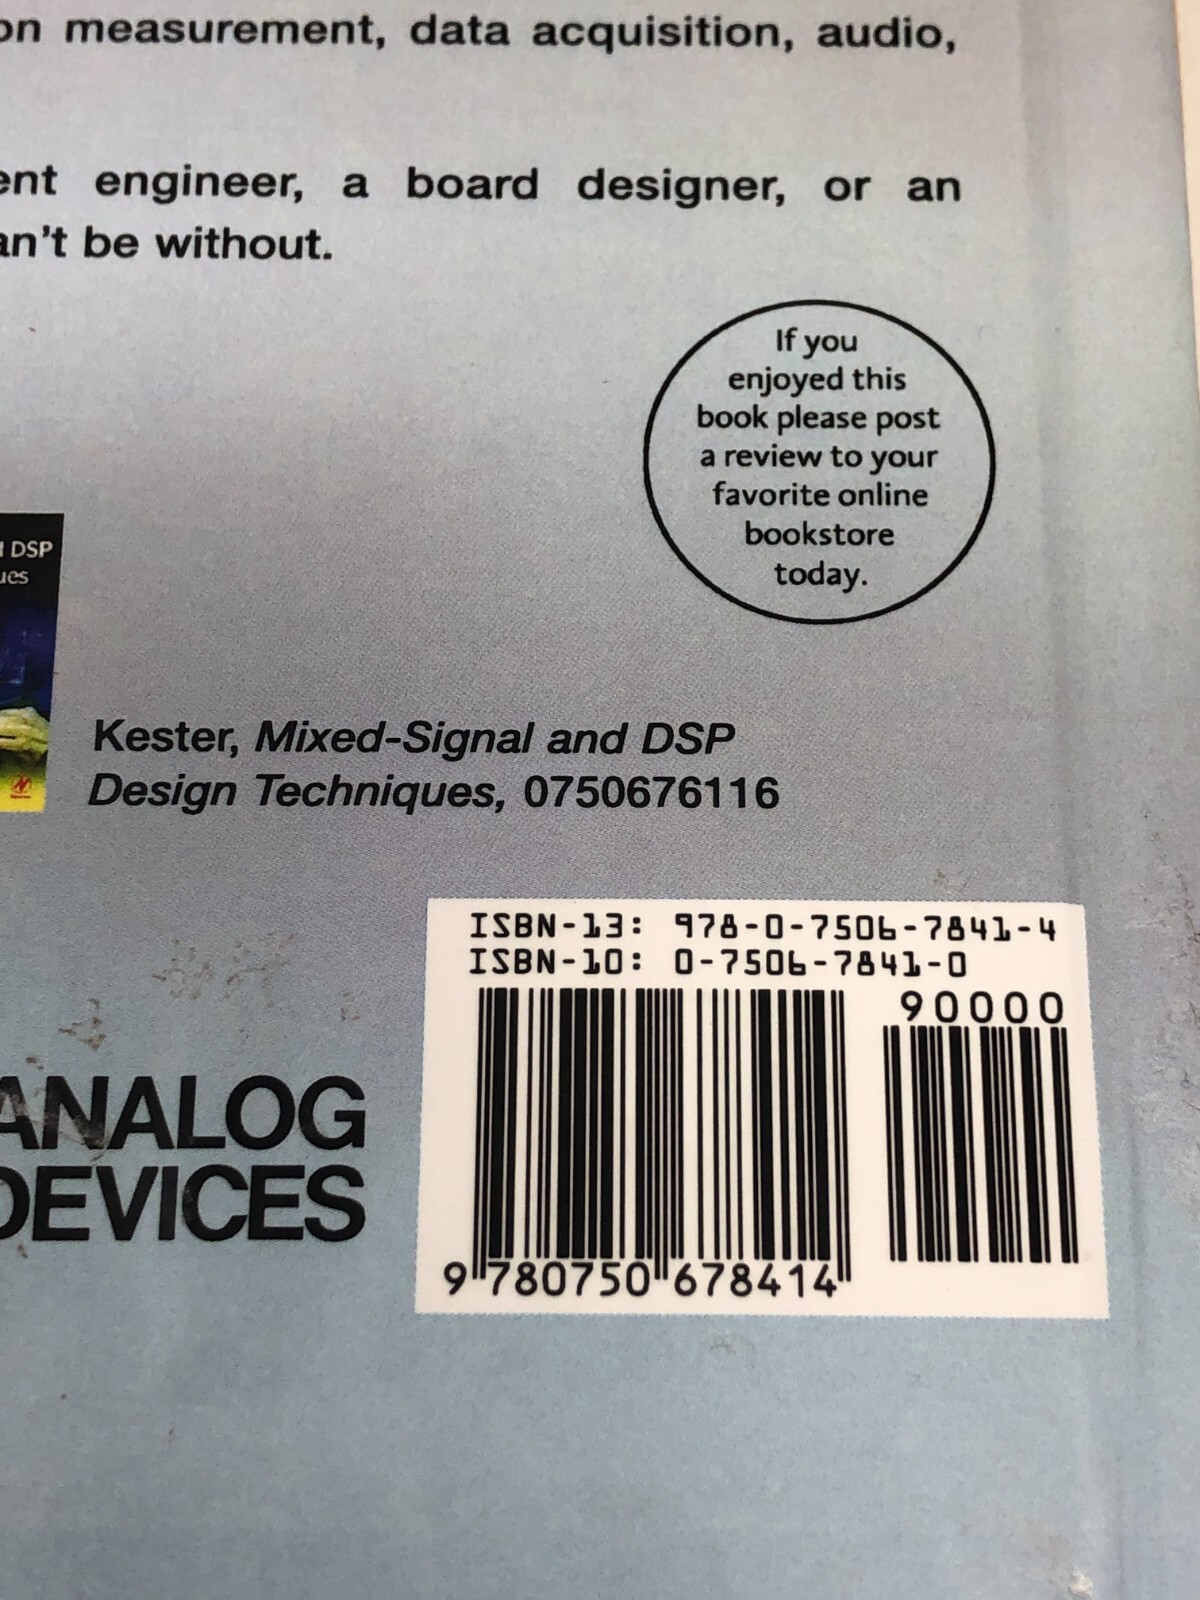 on measurement, data acquisition, audio,
ent engineer, a board designer, or an
an't be without.
If you
enjoyed this
book please post
a review to your
favorite online
bookstore
today.
DSP
ues
Kester, Mixed-Signal and DSP
Design Techniques, 0750676116
ISBN-13: 978-0-7506-7841-4
ISBN-10: 0-7506-7841-0
90000
9 780750 678414
ANALOG
DEVICES